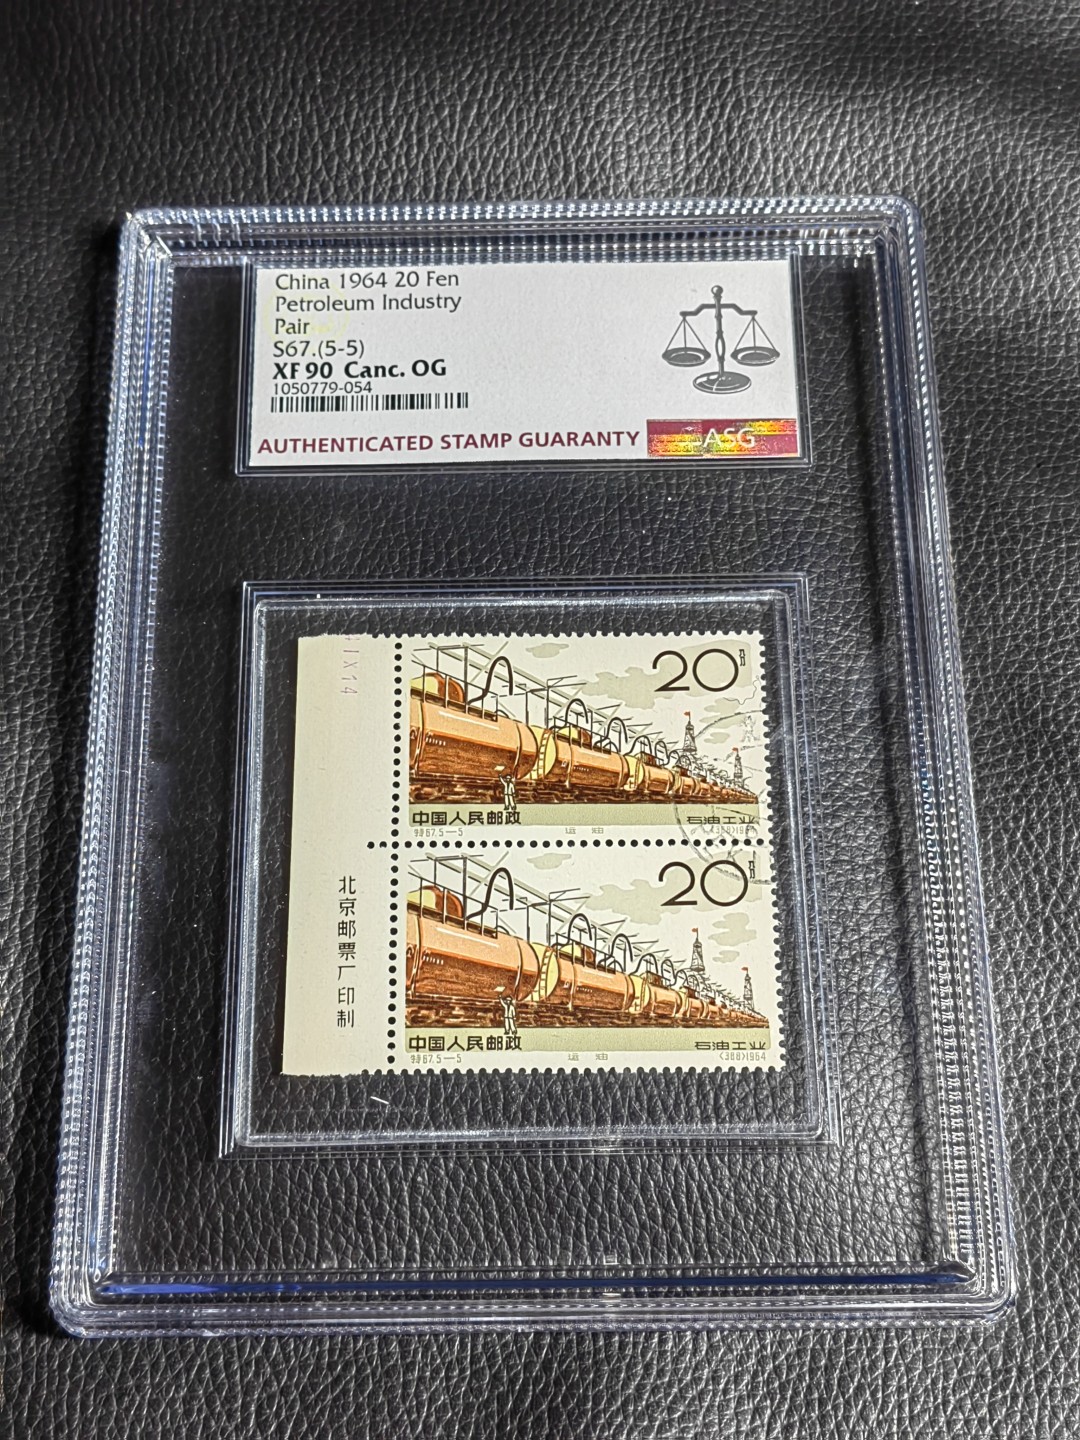 China 1964 20 Fen
Petroleum Industry
Pair
S67.(5-5)
XF 90 Canc. OG
1050779-054
AUTHENTICATED STAMP GUARANTY
ASG
20分
中国人民邮政
石油工业
特67.5—5
运油
(388)1964
北京邮票厂印制
20分
中国人民邮政
石油工业
特67.5—5
运油
(388)1964